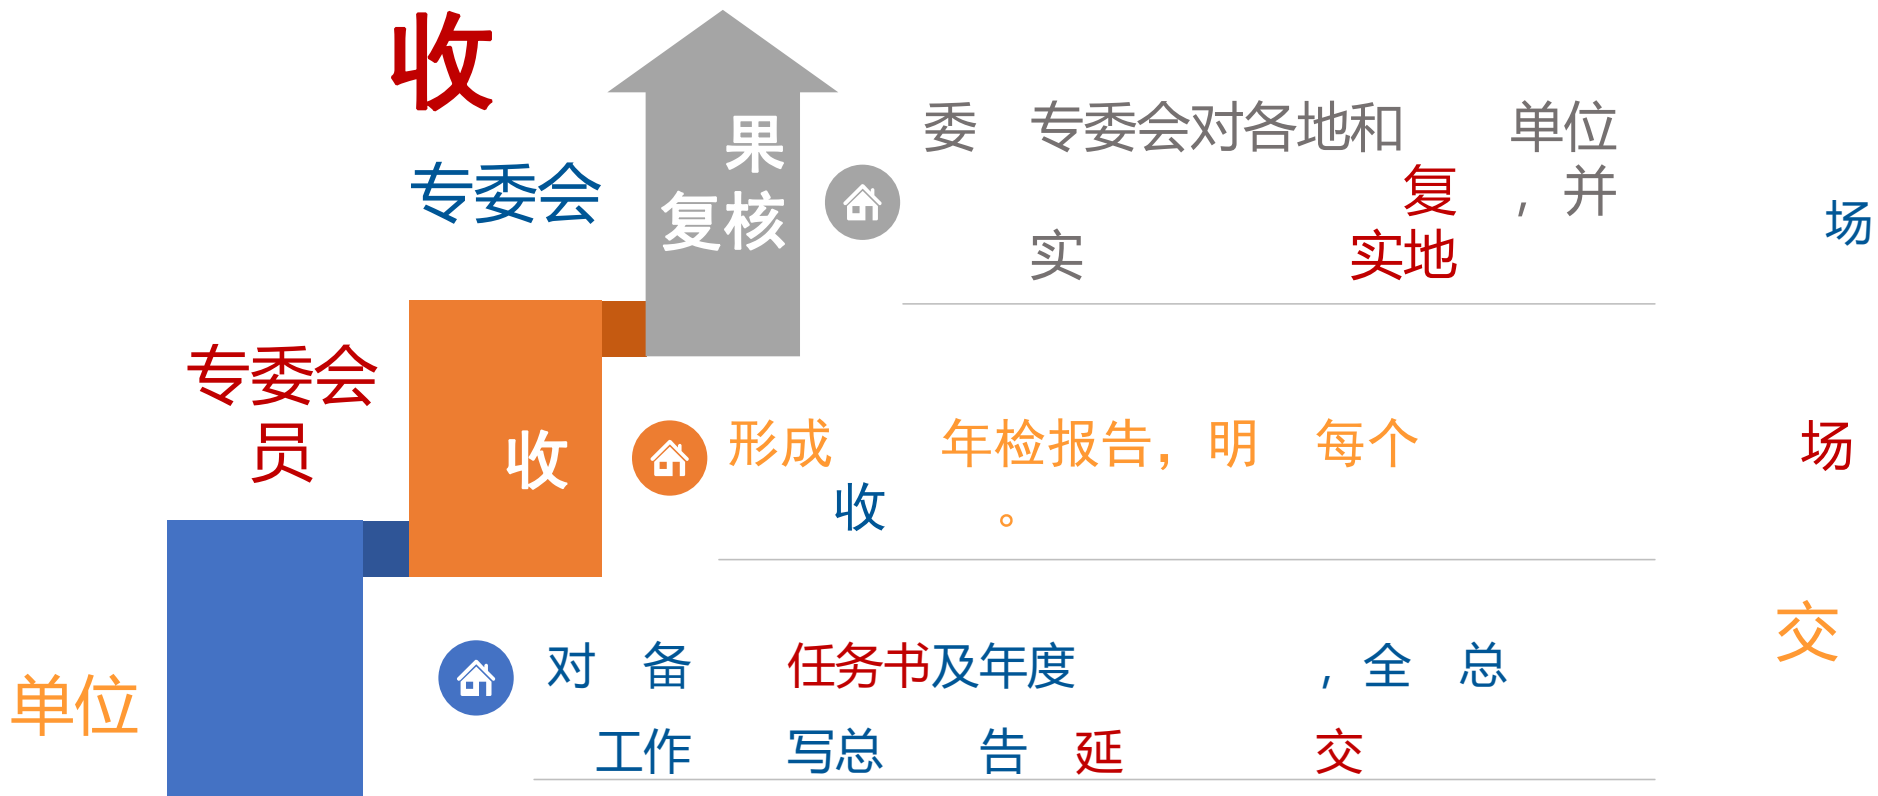 收
专委会
果
复核
委 专委会对各地和 单位
复 ，并
实 实地
场
专委会
员
收
形成 年检报告，明 每个
收 。
场
单位
对 备 任务书及年度 ，全 总
工作 写总 告 延 交
交